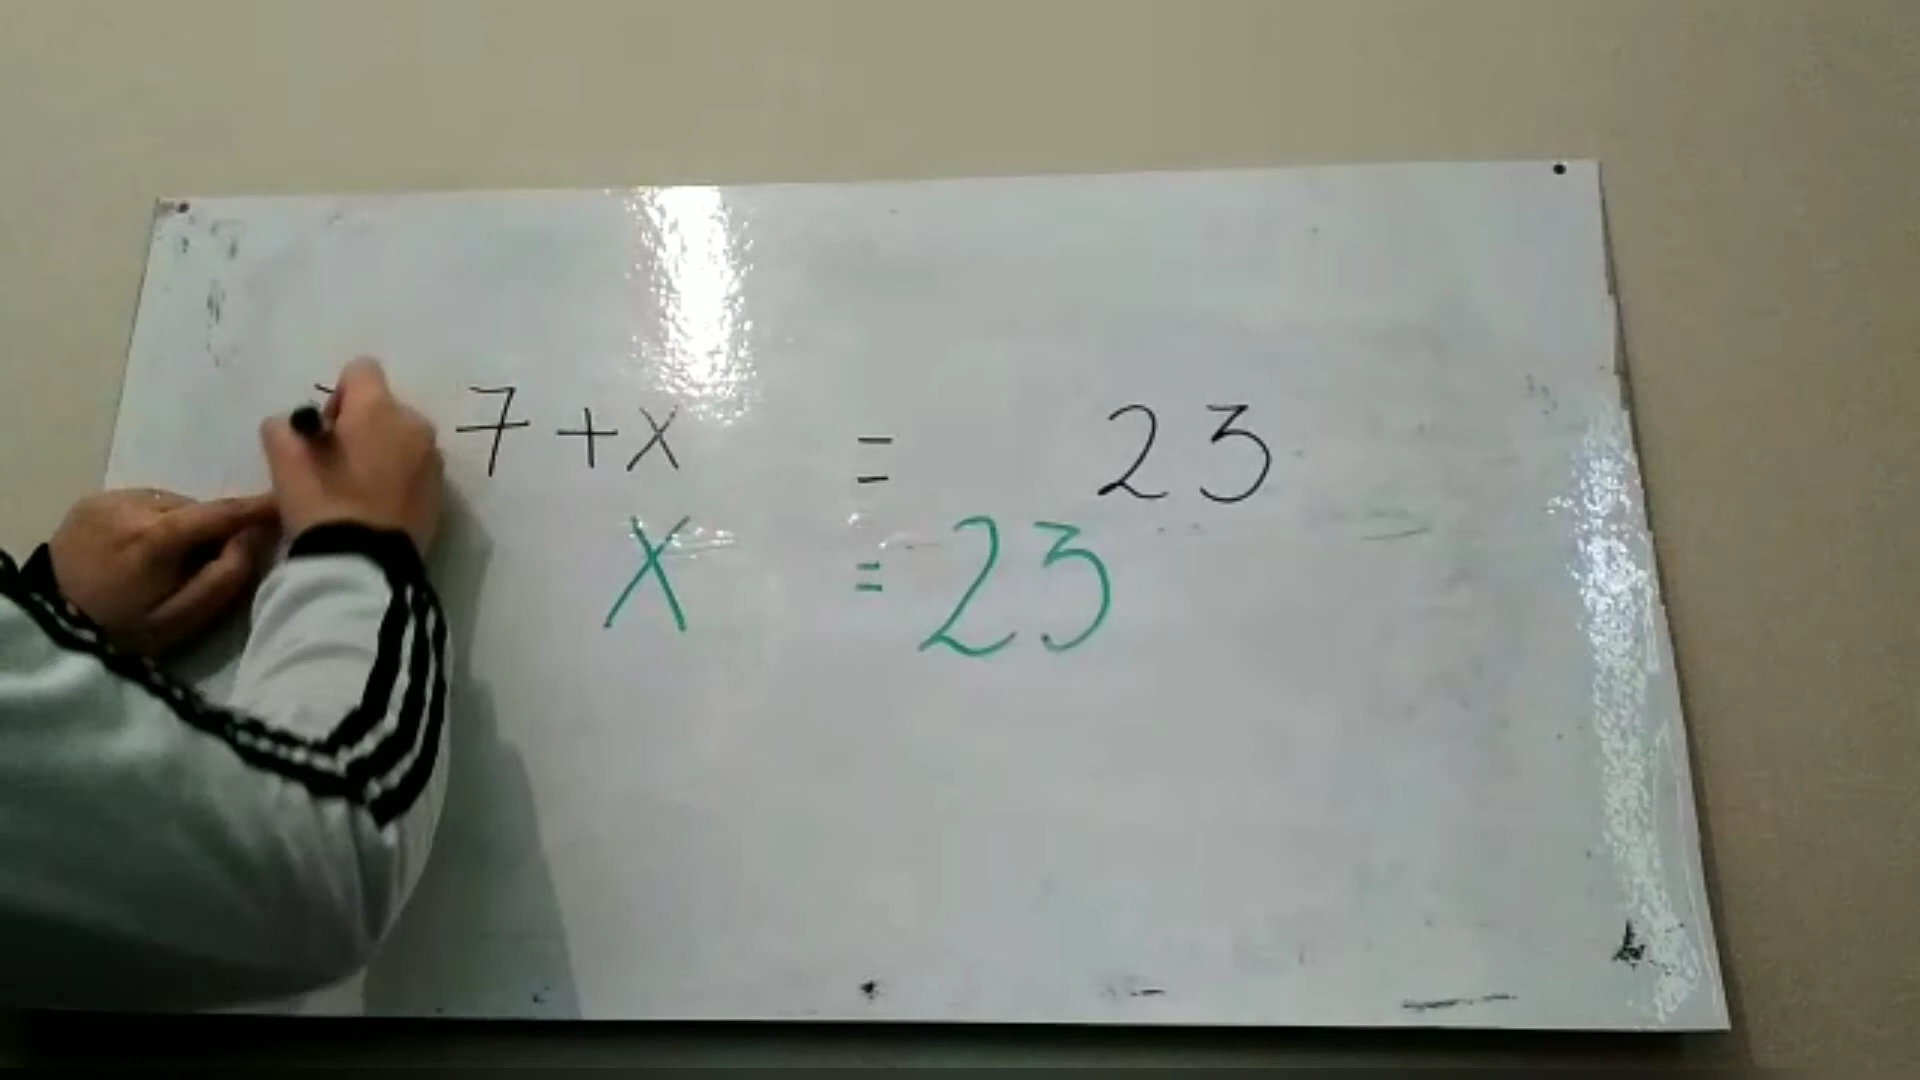 7 + x = 23
x = 23